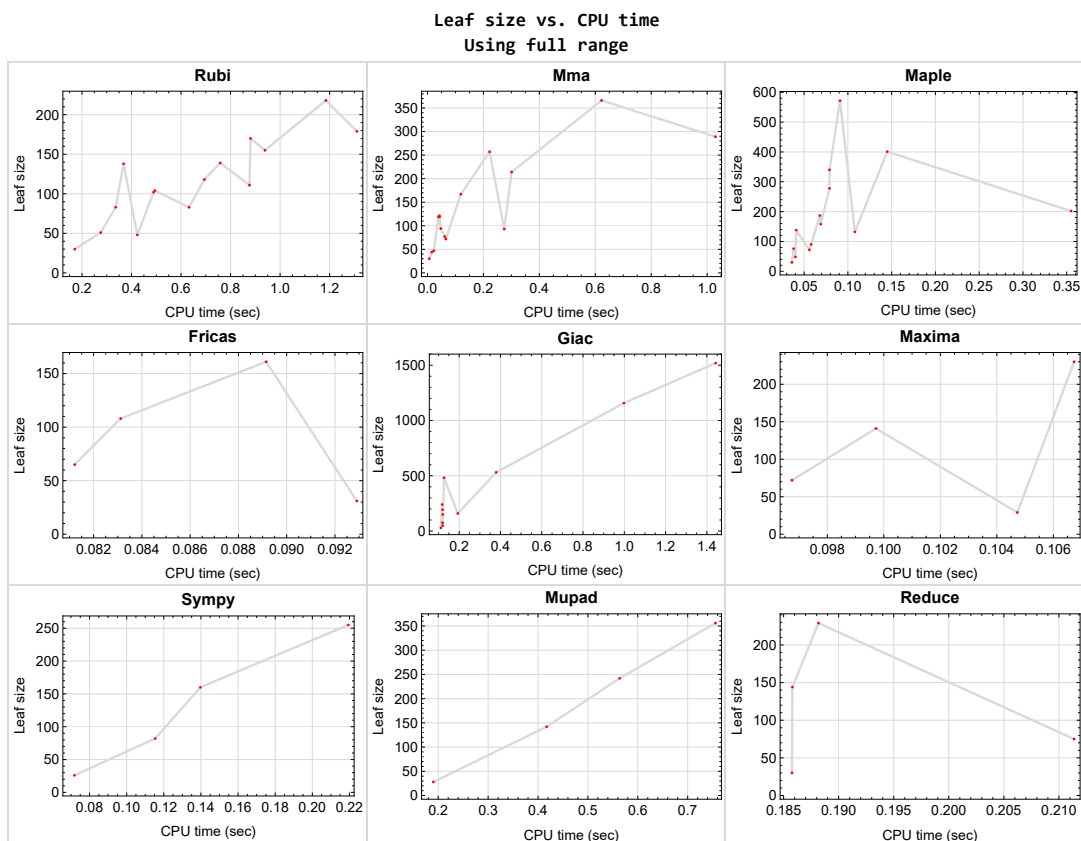 Leaf size vs. CPU time
Using full range
Rubi
Leaf size
200
150
100
50
0
0.2 0.4 0.6 0.8 1.0 1.2
CPU time (sec)
Mma
Leaf size
350
300
250
200
150
100
50
0
0.0 0.2 0.4 0.6 0.8 1.0
CPU time (sec)
Maple
Leaf size
600
500
400
300
200
100
0
0.05 0.10 0.15 0.20 0.25 0.30 0.35
CPU time (sec)
Fricas
Leaf size
150
100
50
0
0.082 0.084 0.086 0.088 0.090 0.092
CPU time (sec)
Giac
Leaf size
1500
1000
500
0
0.2 0.4 0.6 0.8 1.0 1.2 1.4
CPU time (sec)
Maxima
Leaf size
200
150
100
50
0
0.098 0.100 0.102 0.104 0.106
CPU time (sec)
Sympy
Leaf size
250
200
150
100
50
0
0.08 0.10 0.12 0.14 0.16 0.18 0.20 0.22
CPU time (sec)
Mupad
Leaf size
350
300
250
200
150
100
50
0
0.2 0.3 0.4 0.5 0.6 0.7
CPU time (sec)
Reduce
Leaf size
200
150
100
50
0
0.185 0.190 0.195 0.200 0.205 0.210
CPU time (sec)